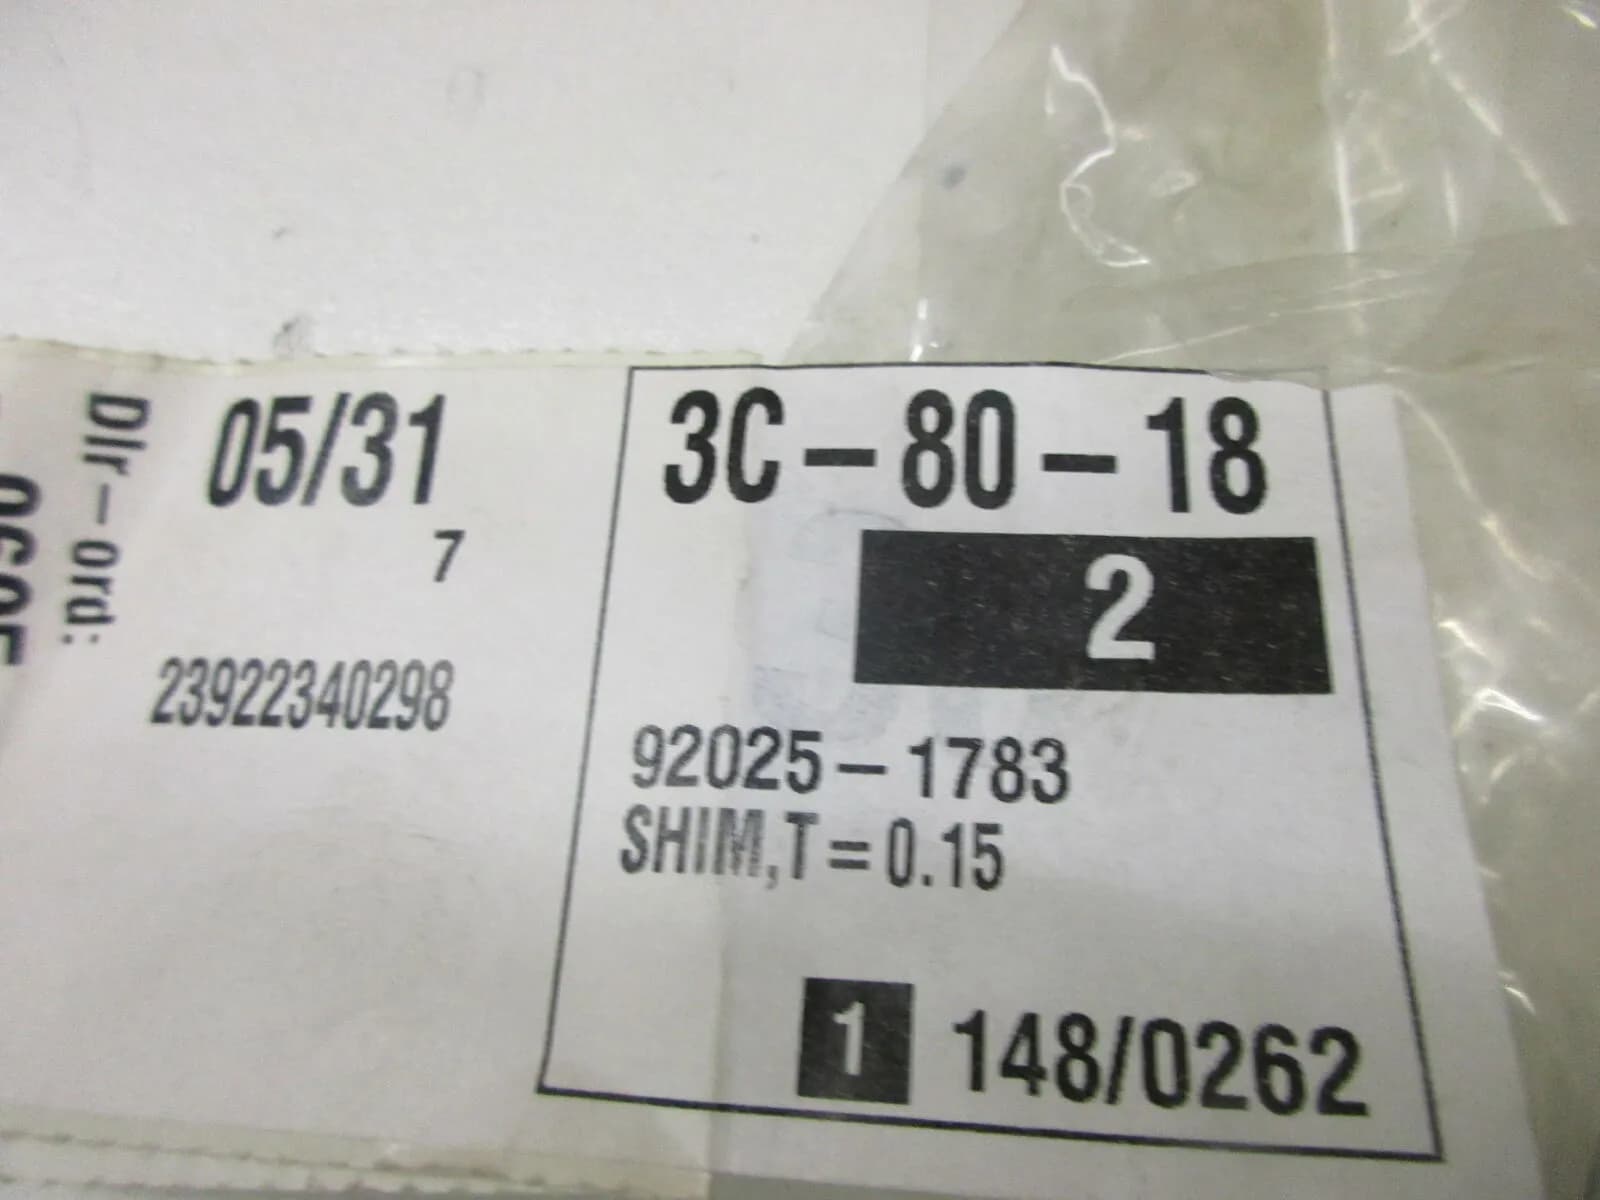 Dlr-ord:
05/31
7
23922340298
3C-80-18
2
92025-1783
SHIM,T=0.15
1 148/0262